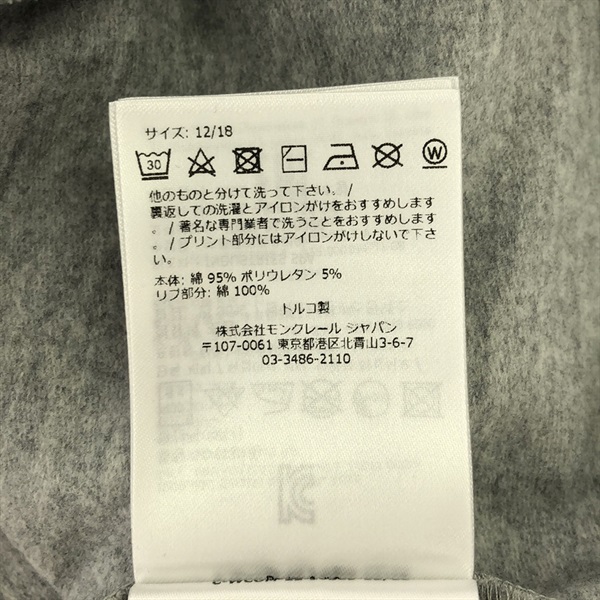 サイズ: 12/18
30
W
他のものと分けて洗って下さい。/
裏返しての洗濯とアイロンがけをおすすめします
。/ 著名な専門業者で洗うことをおすすめします
。/ プリント部分にはアイロンがけしないで下さ
い。
本体: 綿 95% ポリウレタン 5%
リブ部分: 綿 100%
トルコ製
株式会社モンクレール ジャパン
〒107-0061 東京都港区北青山3-6-7
03-3486-2110